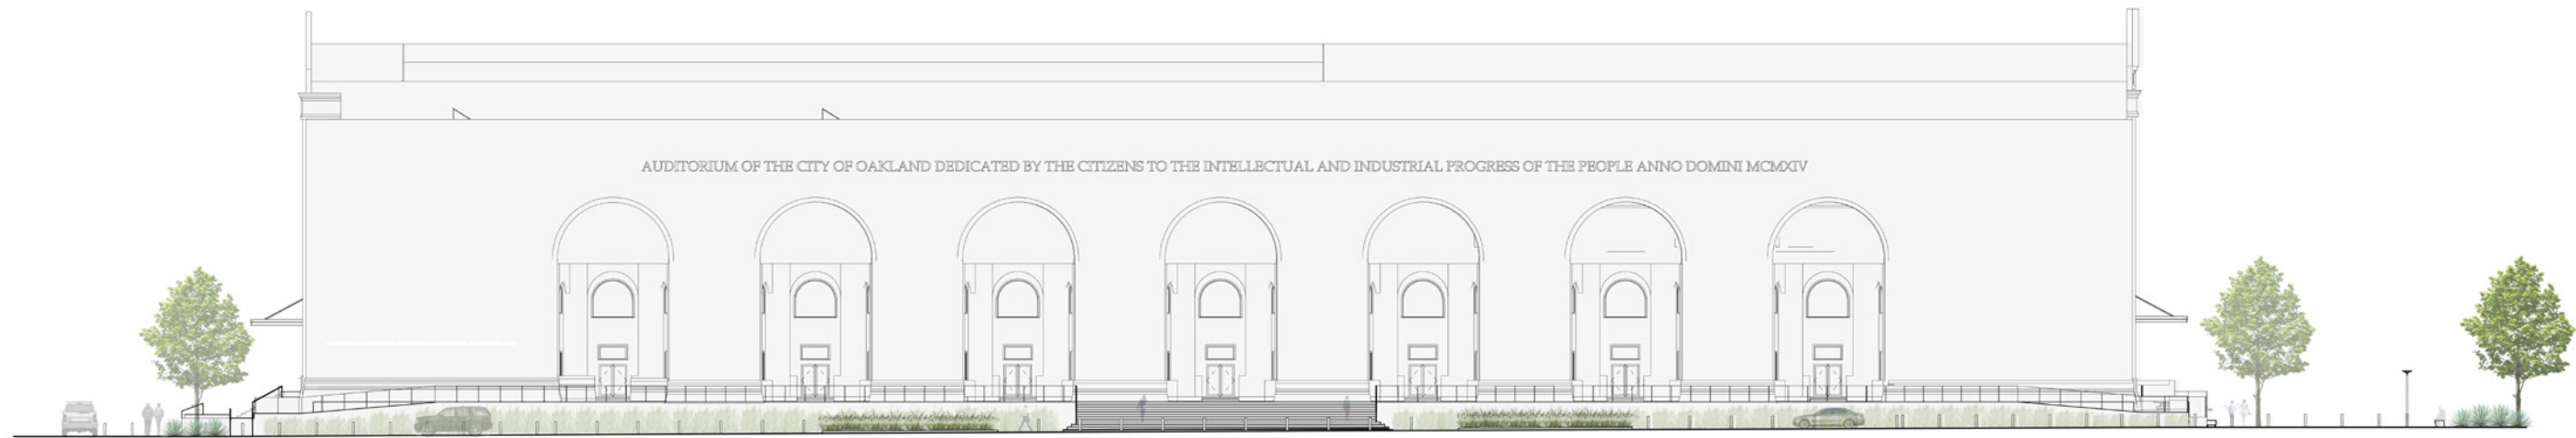 AUDITORIUM OF THE CITY OF OAKLAND DEDICATED BY THE CITIZENS TO THE INTELLECTUAL AND INDUSTRIAL PROGRESS OF THE PEOPLE ANNO DOMINI MCMXIV